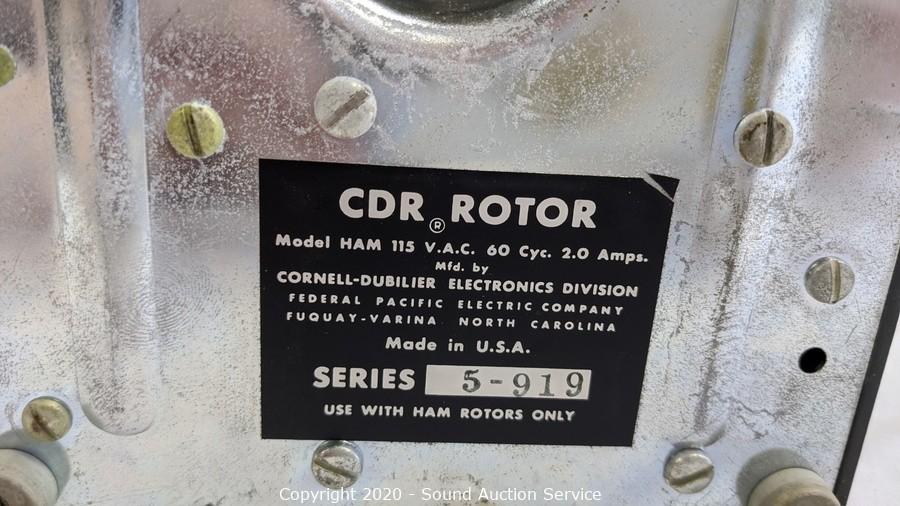 CDR® ROTOR
Model HAM 115 V.A.C. 60 Cyc. 2.0 Amps.
Mfd. by
CORNELL-DUBILIER ELECTRONICS DIVISION
FEDERAL PACIFIC ELECTRIC COMPANY
FUQUAY-VARINA NORTH CAROLINA
Made in U.S.A.
SERIES 5-919
USE WITH HAM ROTORS ONLY
Copyright 2020 - Sound Auction Service